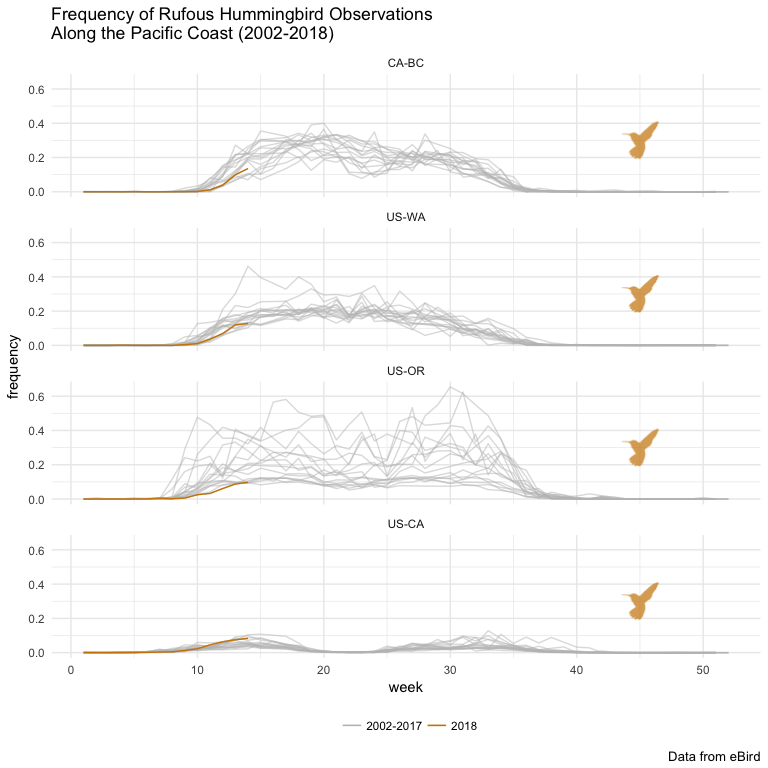 Frequency of Rufous Hummingbird Observations
Along the Pacific Coast (2002-2018)
CA-BC
0.6
0.4
0.2
0.0
US-WA
0.6
0.4
0.2
0.0
frequency
US-OR
0.6
0.4
0.2
0.0
US-CA
0.6
0.4
0.2
0.0
0 10 20 30 40 50
week
2002-2017 2018
Data from eBird